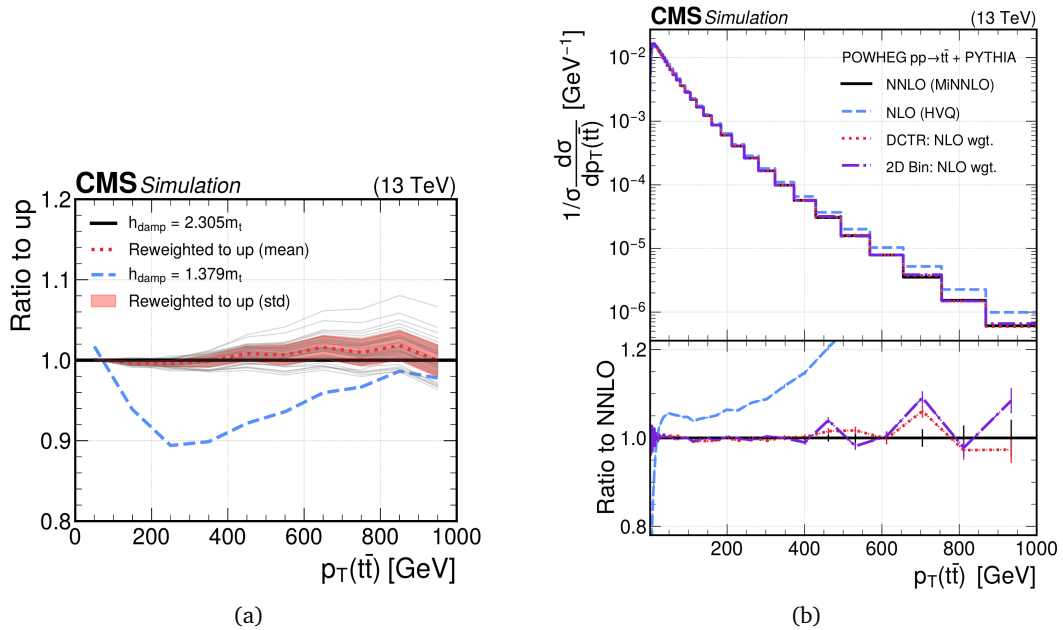 CMS Simulation (13 TeV)
Ratio to up
1.2
1.1
1.0
0.9
0.8
h_damp = 2.305m_t
Reweighted to up (mean)
h_damp = 1.379m_t
Reweighted to up (std)
0 200 400 600 800 1000
p_T(tt̄) [GeV]
(a)
CMS Simulation (13 TeV)
1/σ dσ/dp_T(tt̄) [GeV⁻¹]
10⁻²
10⁻³
10⁻⁴
10⁻⁵
10⁻⁶
POWHEG pp→tt̄ + PYTHIA
NNLO (MiNNLO)
NLO (HVQ)
DCTR: NLO wgt.
2D Bin: NLO wgt.
Ratio to NNLO
1.2
1.0
0.8
200 400 600 800 1000
p_T(tt̄) [GeV]
(b)